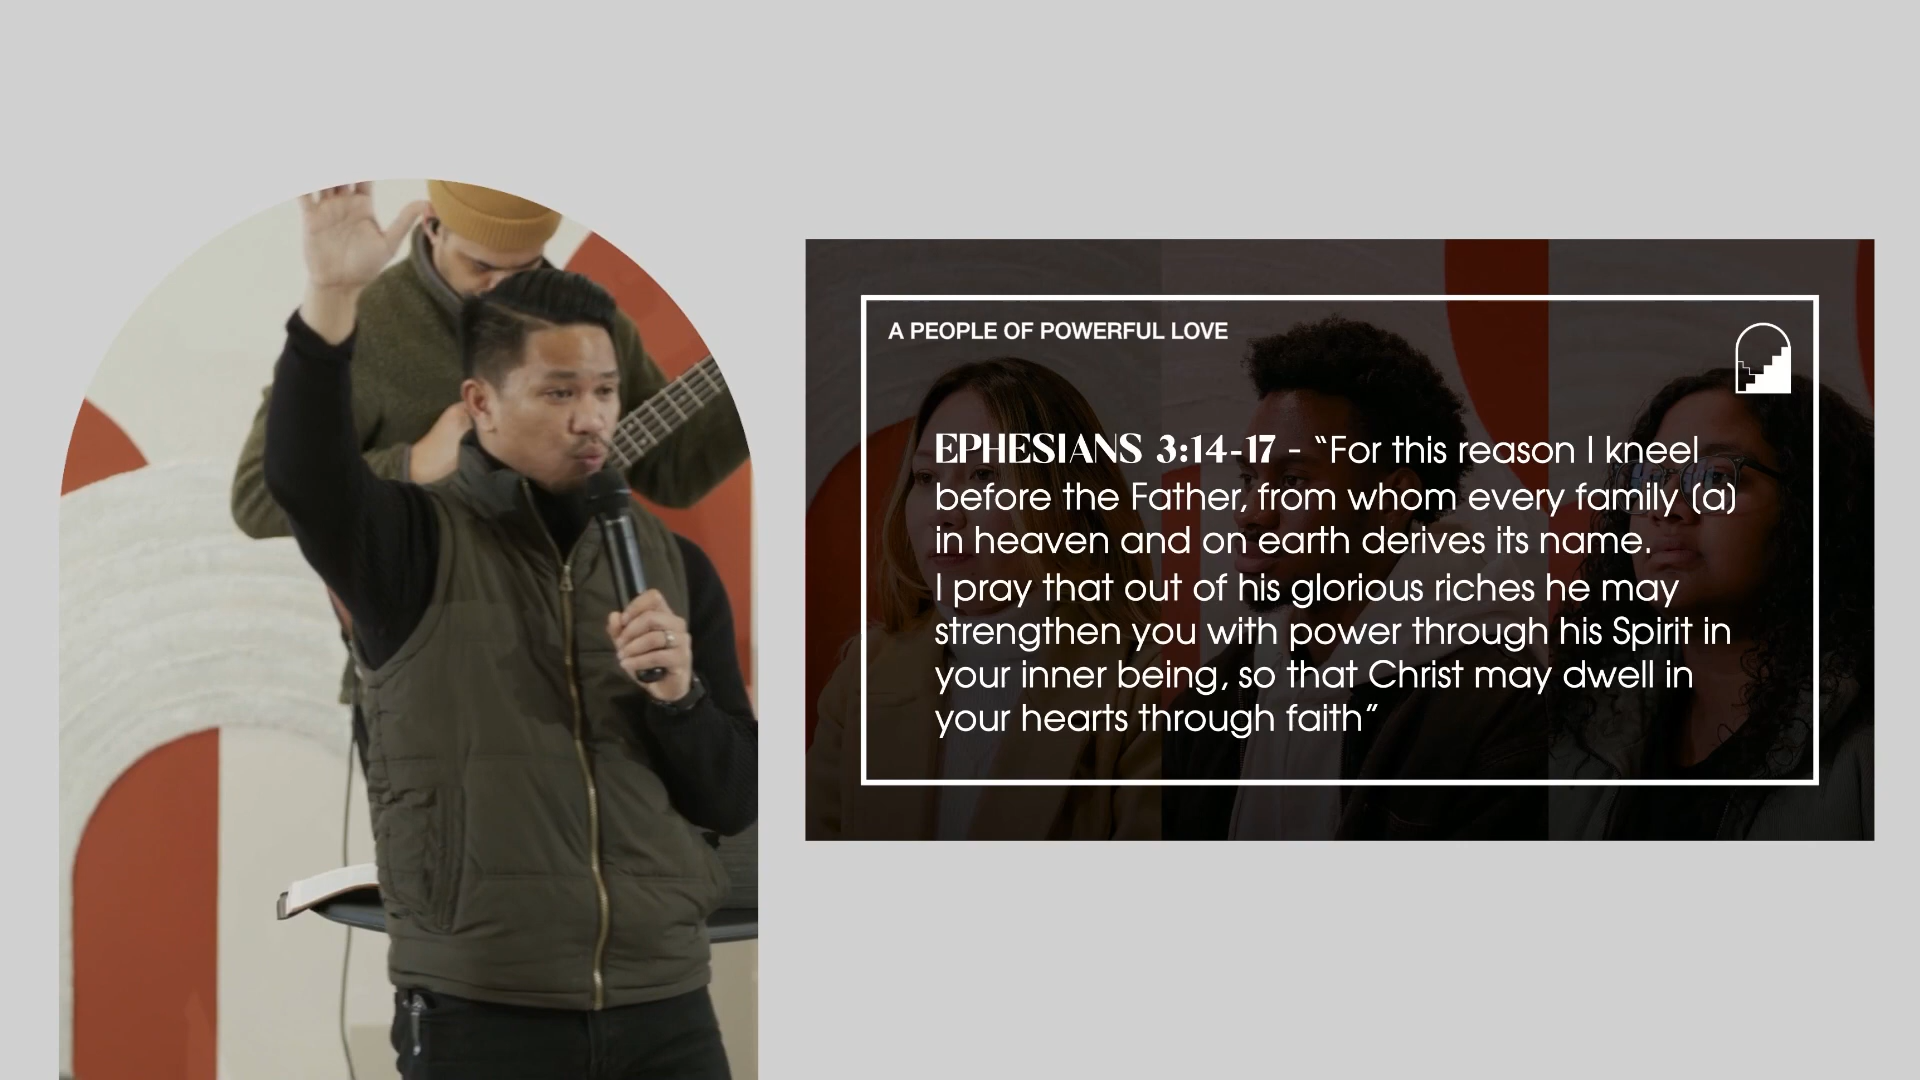 A PEOPLE OF POWERFUL LOVE
EPHESIANS 3:14-17 - “For this reason I kneel
before the Father, from whom every family (a)
in heaven and on earth derives its name.
I pray that out of his glorious riches he may
strengthen you with power through his Spirit in
your inner being, so that Christ may dwell in
your hearts through faith”